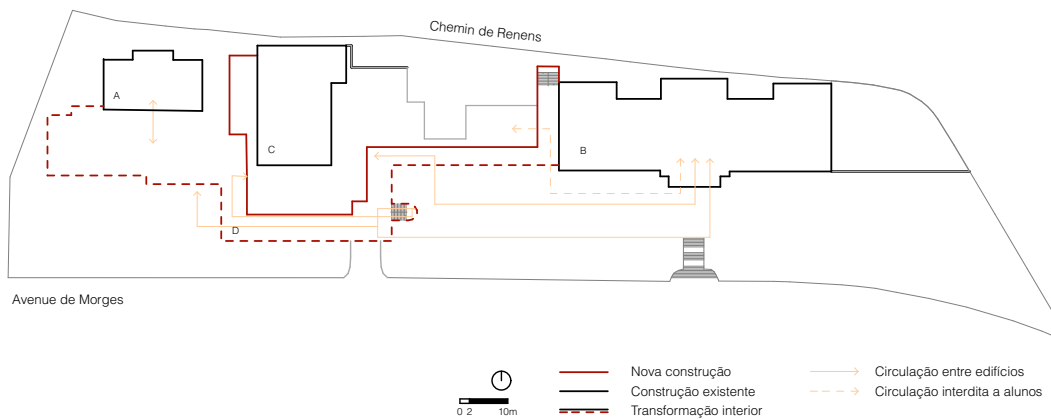 Chemin de Renens
A
C
B
D
Avenue de Morges
Nova construção
Construção existente
Transformação interior
Circulação entre edifícios
Circulação interdita a alunos
0 2 10m